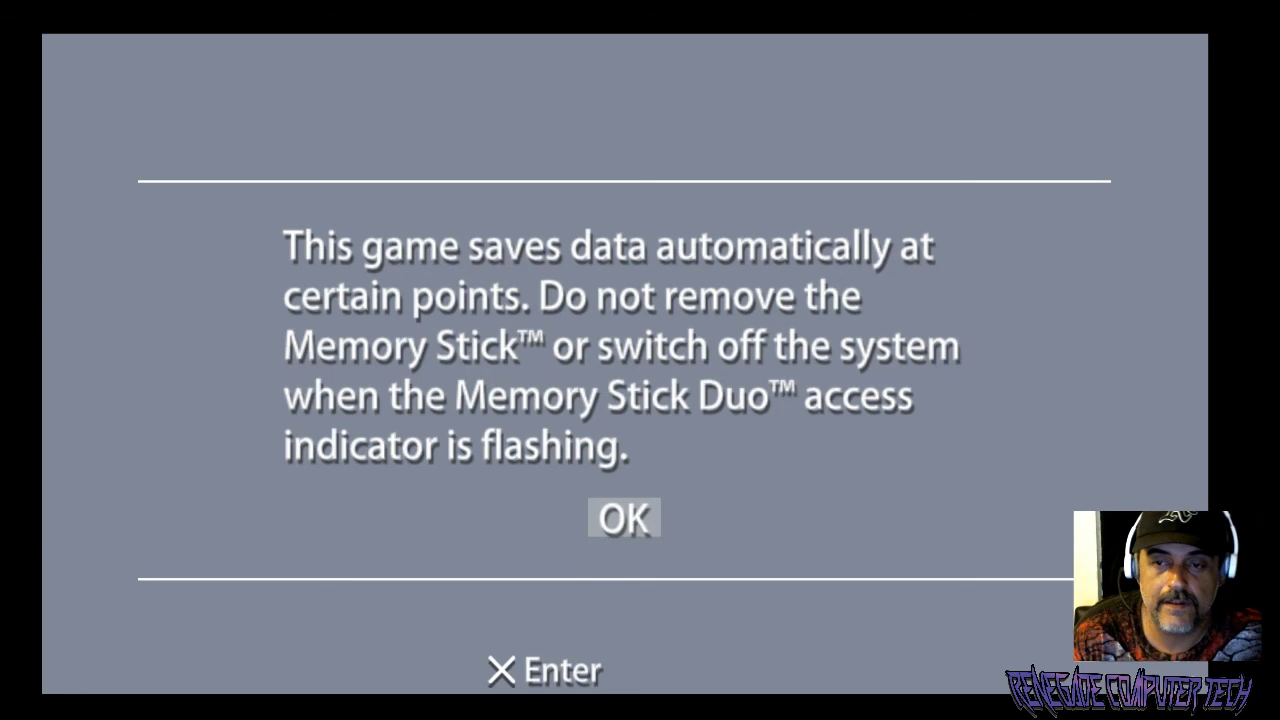 This game saves data automatically at
certain points. Do not remove the
Memory Stick™ or switch off the system
when the Memory Stick Duo™ access
indicator is flashing.
OK
Enter
RENEGADE COMPUTER TECH